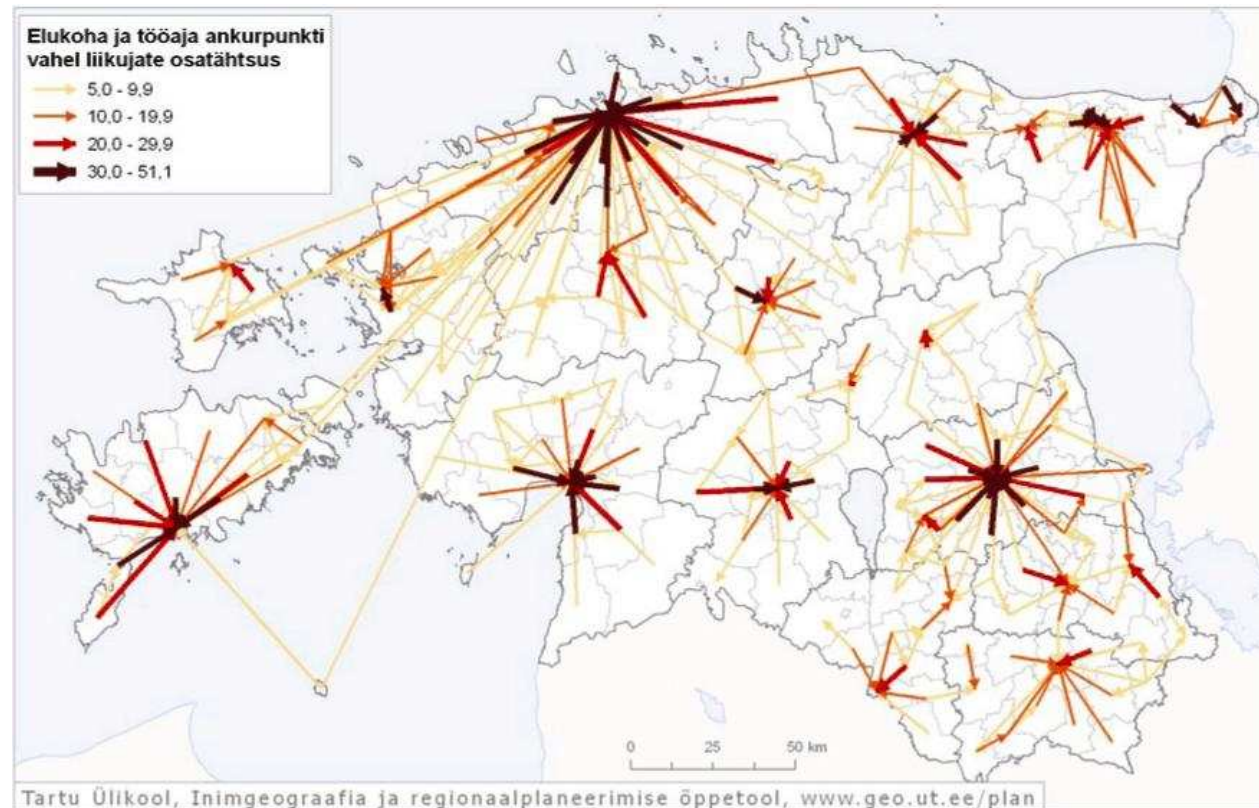 Elukoha ja tööaja ankurpunkti
vahel liikujate osatähtsus
5,0 - 9,9
10,0 - 19,9
20,0 - 29,9
30,0 - 51,1
0 25 50 km
Tartu Ülikool, Inimgeograafia ja regionaalplaneerimise õppetool, www.geo.ut.ee/plan